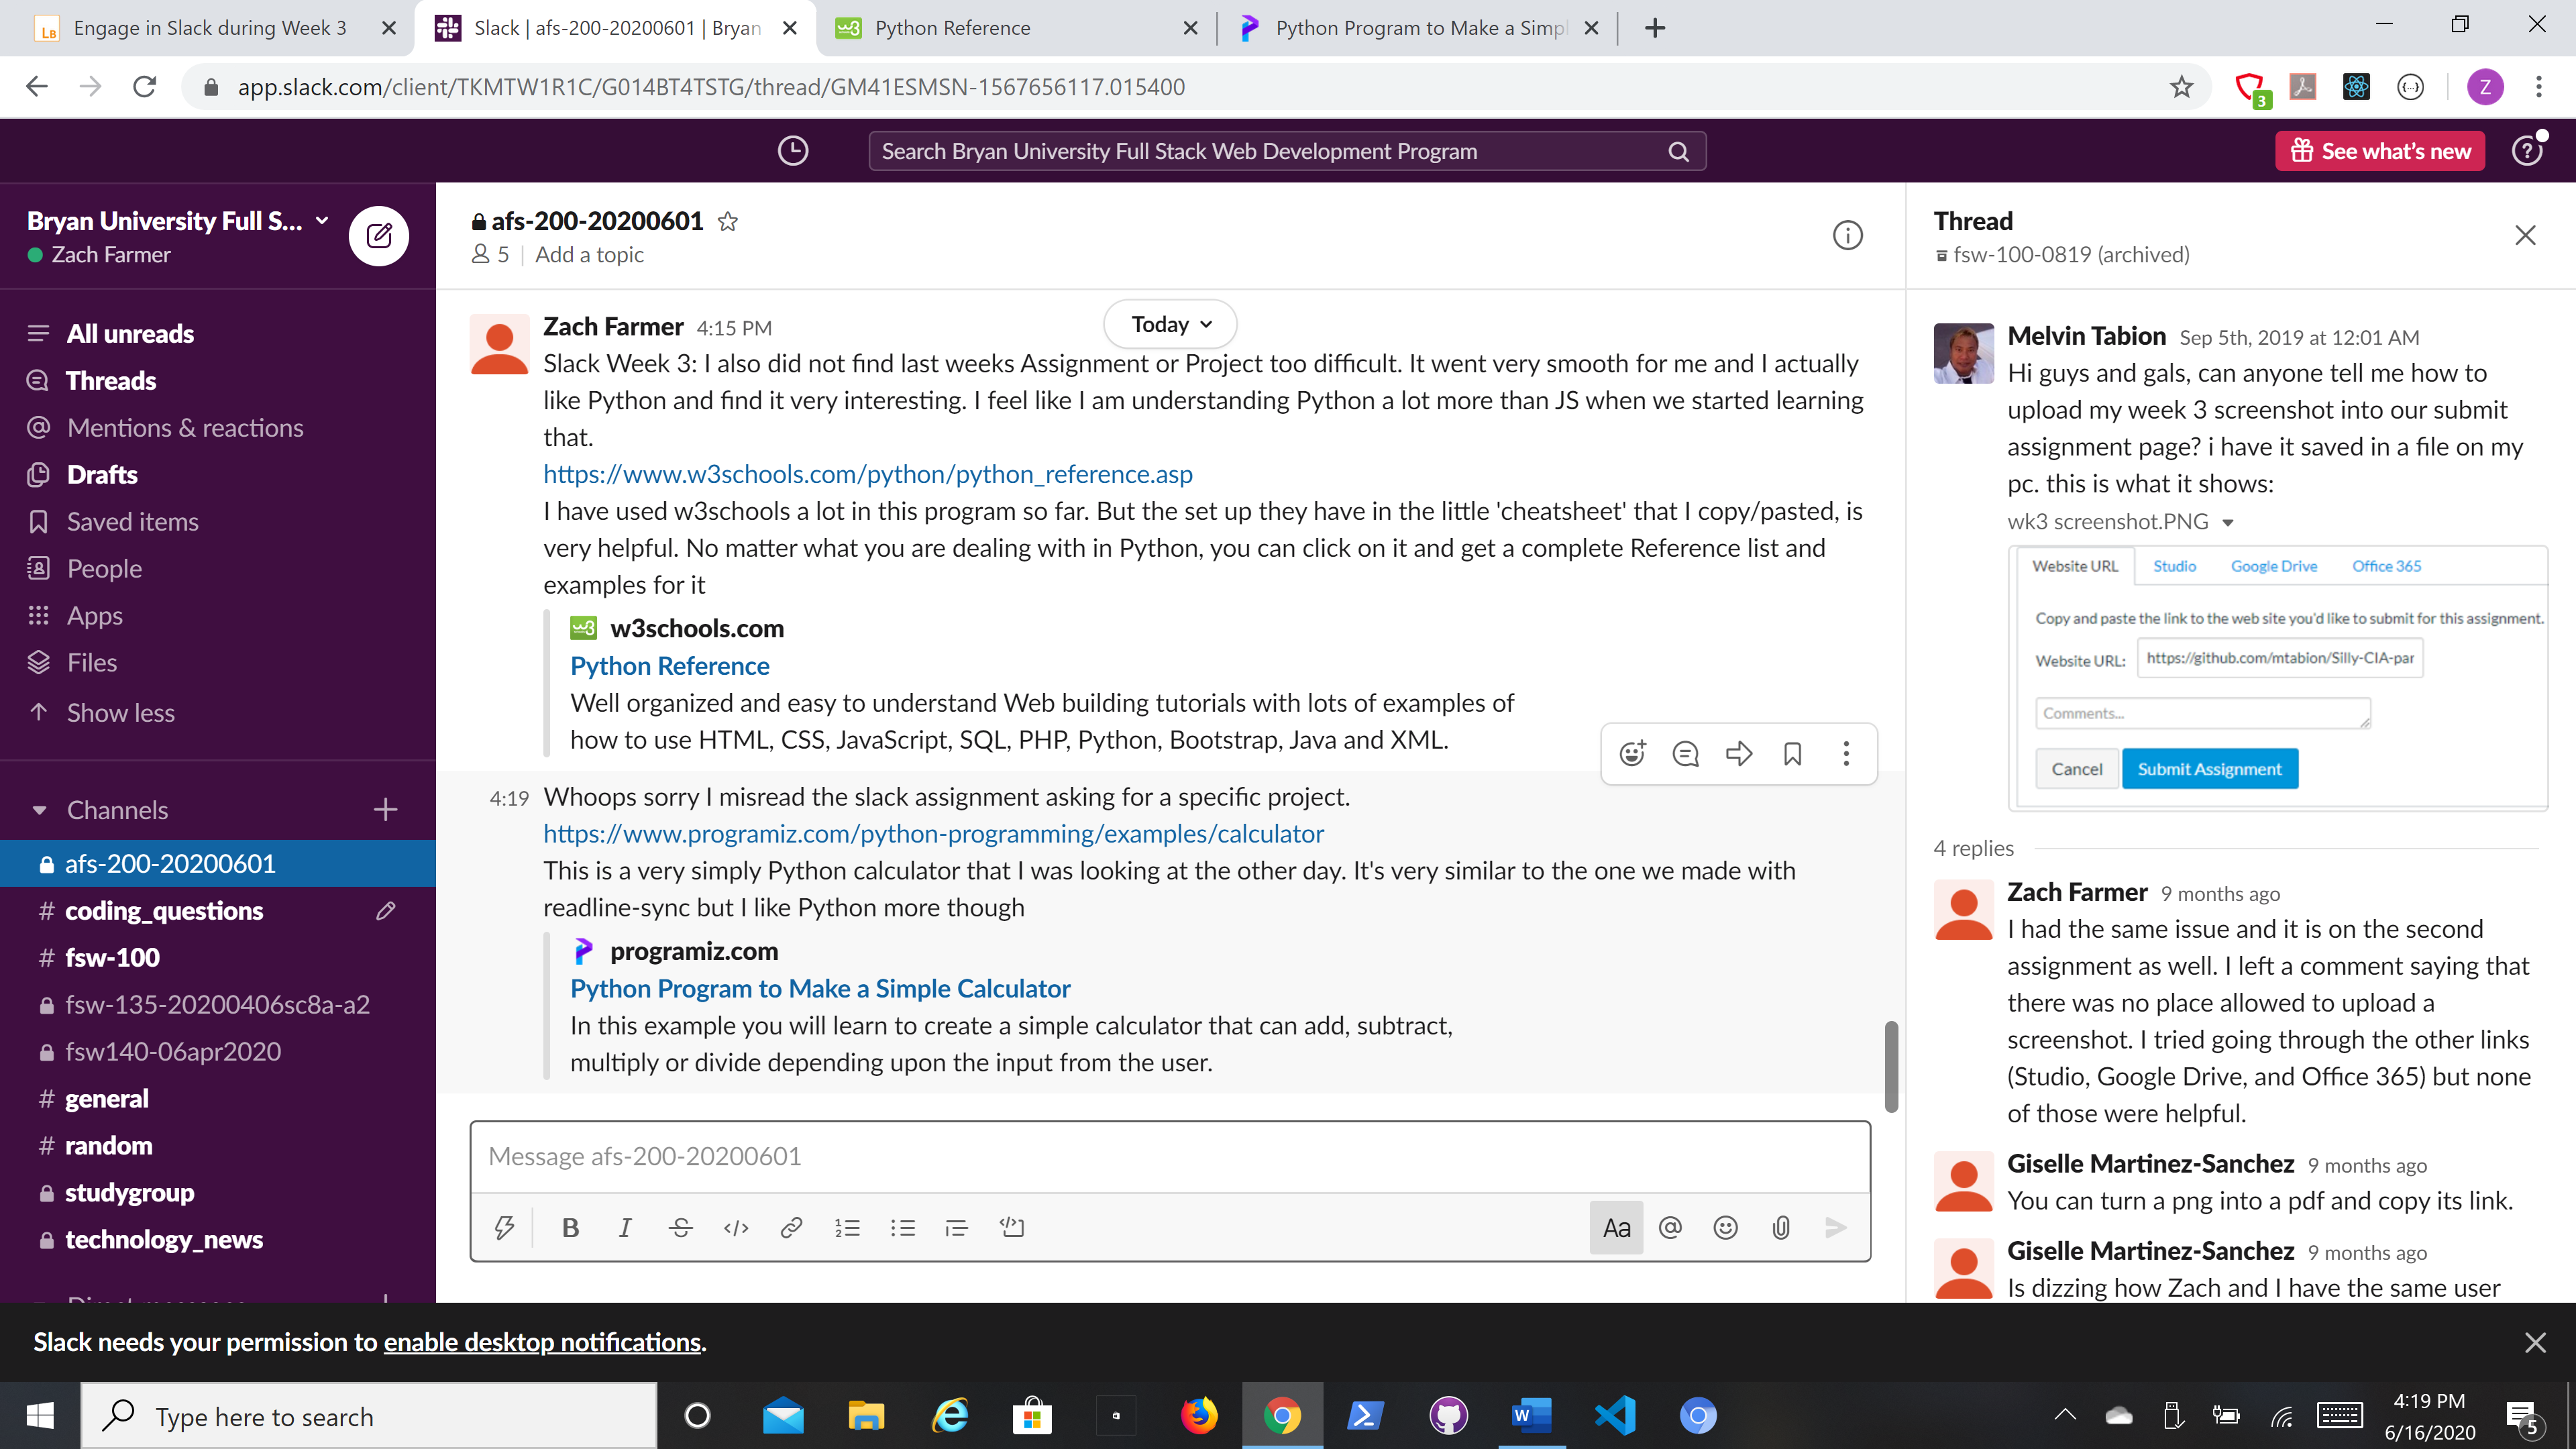 Engage in Slack during Week 3
Slack | afs-200-20200601 | Bryan
Python Reference
Python Program to Make a Simpl
app.slack.com/client/TKMTW1R1C/G014BT4TSTG/thread/GM41ESMSN-1567656117.015400
3
Z
Search Bryan University Full Stack Web Development Program
See what's new
Bryan University Full S...
Zach Farmer
All unreads
Threads
Mentions & reactions
Drafts
Saved items
People
Apps
Files
Show less
Channels
afs-200-20200601
# coding_questions
# fsw-100
fsw-135-20200406sc8a-a2
fsw140-06apr2020
# general
# random
studygroup
technology_news
afs-200-20200601
5 | Add a topic
Today
Zach Farmer 4:15 PM
Slack Week 3: I also did not find last weeks Assignment or Project too difficult. It went very smooth for me and I actually
like Python and find it very interesting. I feel like I am understanding Python a lot more than JS when we started learning
that.
https://www.w3schools.com/python/python_reference.asp
I have used w3schools a lot in this program so far. But the set up they have in the little 'cheatsheet' that I copy/pasted, is
very helpful. No matter what you are dealing with in Python, you can click on it and get a complete Reference list and
examples for it
w3schools.com
Python Reference
Well organized and easy to understand Web building tutorials with lots of examples of
how to use HTML, CSS, JavaScript, SQL, PHP, Python, Bootstrap, Java and XML.
4:19 Whoops sorry I misread the slack assignment asking for a specific project.
https://www.programiz.com/python-programming/examples/calculator
This is a very simply Python calculator that I was looking at the other day. It's very similar to the one we made with
readline-sync but I like Python more though
programiz.com
Python Program to Make a Simple Calculator
In this example you will learn to create a simple calculator that can add, subtract,
multiply or divide depending upon the input from the user.
Message afs-200-20200601
B I S Aa @
Thread
fsw-100-0819 (archived)
Melvin Tabion Sep 5th, 2019 at 12:01 AM
Hi guys and gals, can anyone tell me how to
upload my week 3 screenshot into our submit
assignment page? i have it saved in a file on my
pc. this is what it shows:
wk3 screenshot.PNG
Website URL Studio Google Drive Office 365
Copy and paste the link to the web site you'd like to submit for this assignment.
Website URL: https://github.com/mtabion/Silly-CIA-par
Comments...
Cancel Submit Assignment
4 replies
Zach Farmer 9 months ago
I had the same issue and it is on the second
assignment as well. I left a comment saying that
there was no place allowed to upload a
screenshot. I tried going through the other links
(Studio, Google Drive, and Office 365) but none
of those were helpful.
Giselle Martinez-Sanchez 9 months ago
You can turn a png into a pdf and copy its link.
Giselle Martinez-Sanchez 9 months ago
Is dizzing how Zach and I have the same user
Slack needs your permission to enable desktop notifications.
Type here to search
4:19 PM
6/16/2020
5